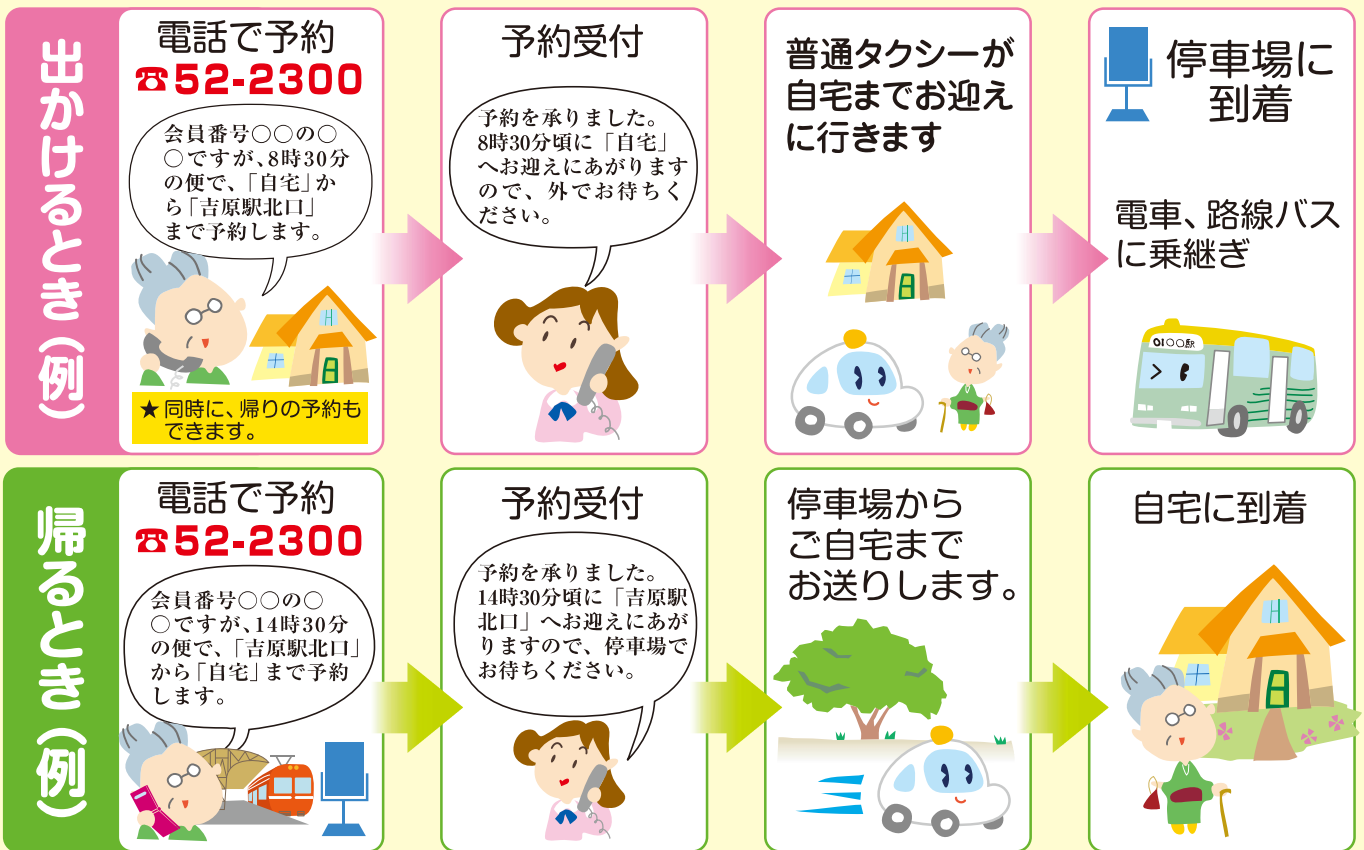 出かけるとき(例)
電話で予約
☎52-2300
会員番号○○の○
○ですが、8時30分
の便で、「自宅」か
ら「吉原駅北口」
まで予約します。
★同時に、帰りの予約も
できます。
予約受付
予約を承りました。
8時30分頃に「自宅」
へお迎えにあがります
ので、外でお待ちく
ださい。
普通タクシーが
自宅までお迎え
に行きます
停車場に
到着
電車、路線バス
に乗継ぎ
01○○駅
帰るとき(例)
電話で予約
☎52-2300
会員番号○○の○
○ですが、14時30分
の便で、「吉原駅北口」
から「自宅」まで予約
します。
予約受付
予約を承りました。
14時30分頃に「吉原駅
北口」へお迎えにあが
りますので、停車場で
お待ちください。
停車場から
ご自宅まで
お送りします。
自宅に到着